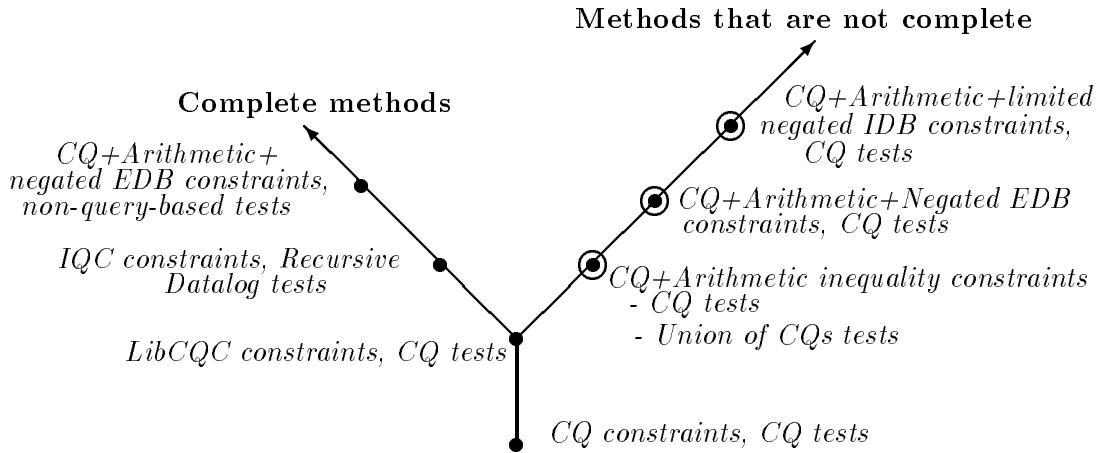 Methods that are not complete
Complete methods
CQ+Arithmetic+
negated EDB constraints,
non-query-based tests
IQC constraints, Recursive
Datalog tests
LibCQC constraints, CQ tests
CQ+Arithmetic+limited
negated IDB constraints,
CQ tests
CQ+Arithmetic+Negated EDB
constraints, CQ tests
CQ+Arithmetic inequality constraints
- CQ tests
- Union of CQs tests
CQ constraints, CQ tests